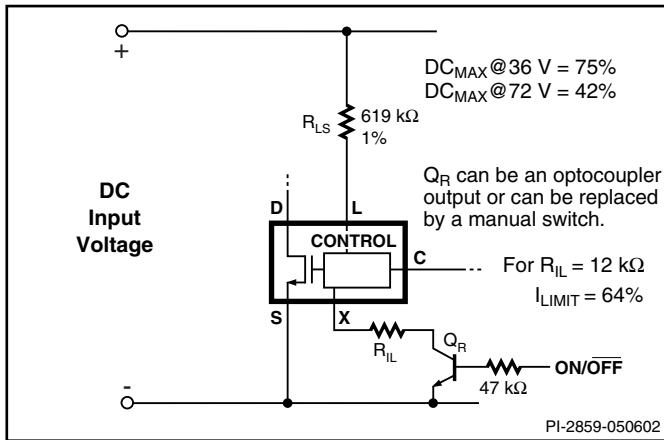 +
DC_MAX@36 V = 75%
DC_MAX@72 V = 42%
R_LS
619 kΩ
1%
DC
Input
Voltage
Q_R can be an optocoupler
output or can be replaced
by a manual switch.
D
L
CONTROL
C
For R_IL = 12 kΩ
I_LIMIT = 64%
S
X
R_IL
Q_R
47 kΩ
ON/O̅F̅F̅
-
PI-2859-050602